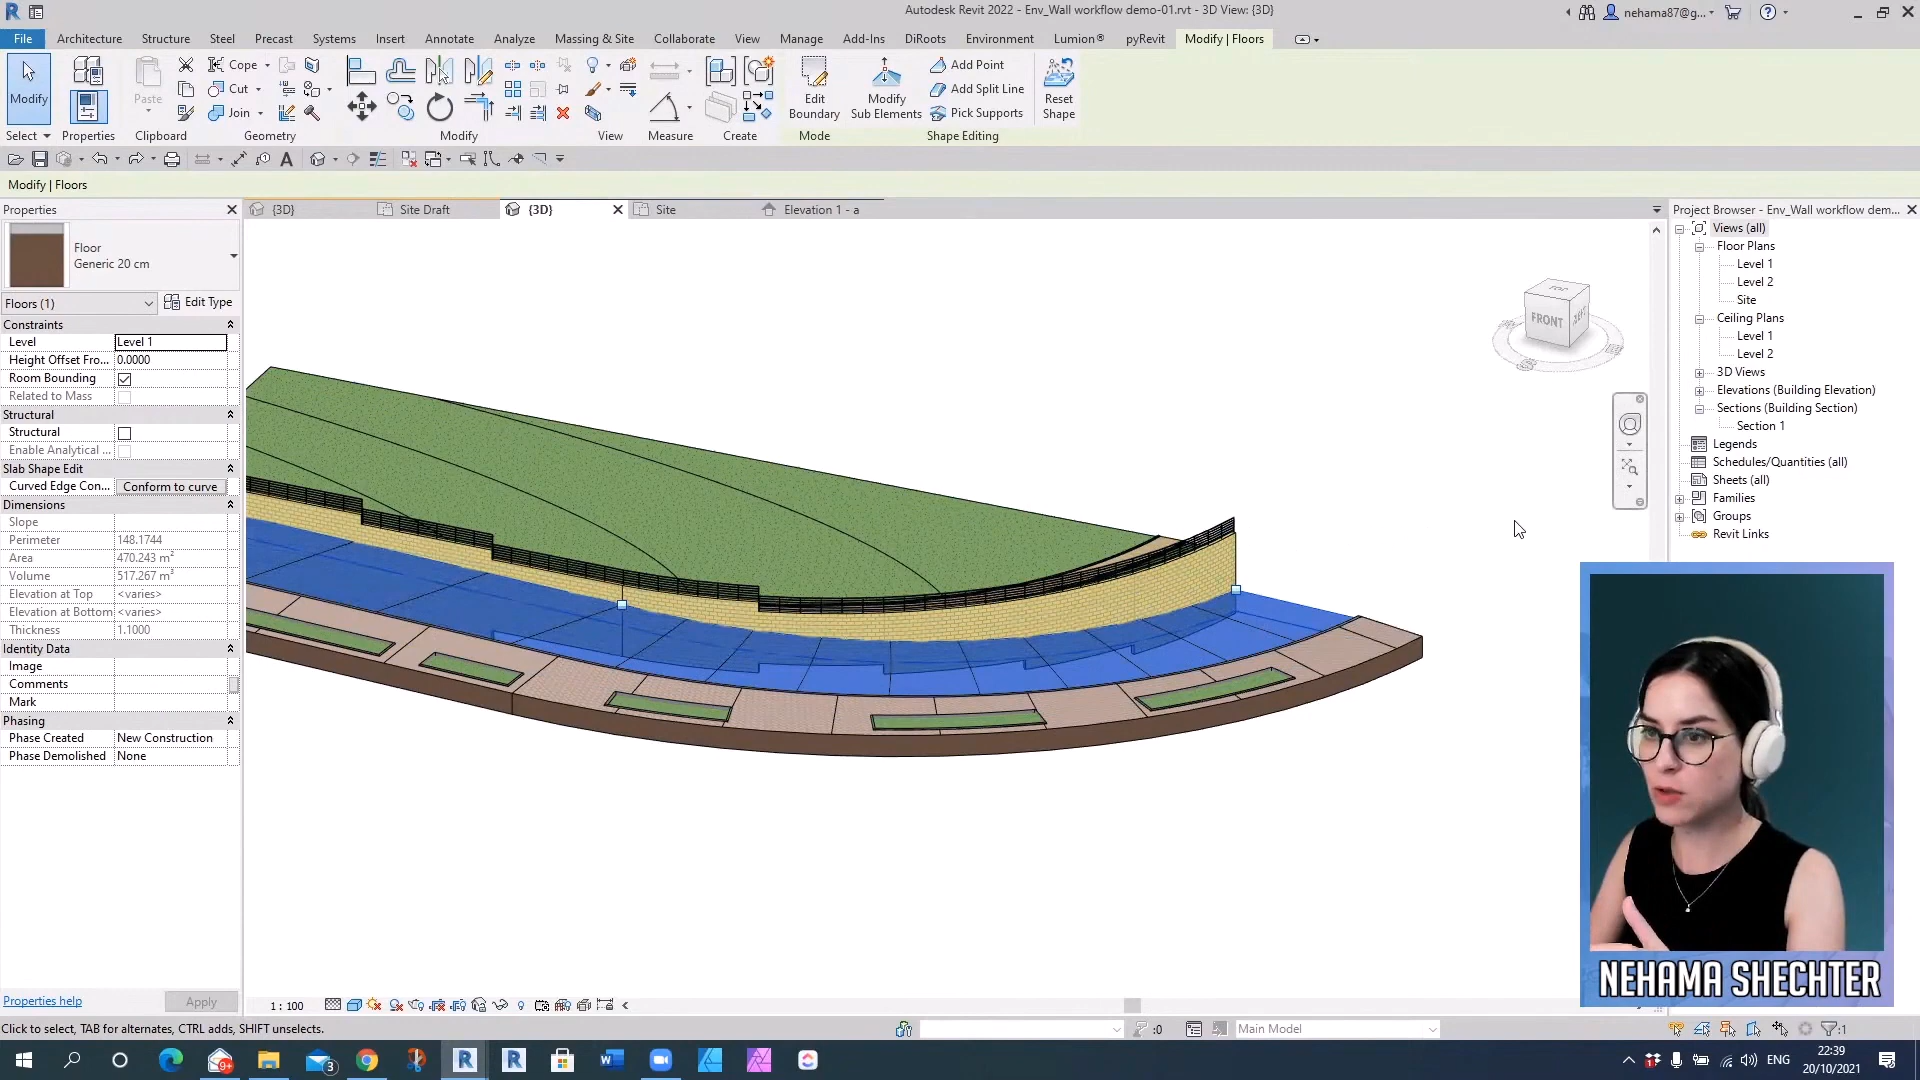 Autodesk Revit 2022 - Env_Wall workflow demo-01.rvt - 3D View: {3D}
nehama87@g...
File Architecture Structure Steel Precast Systems Insert Annotate Analyze Massing & Site Collaborate View Manage Add-Ins DiRoots Environment Lumion® pyRevit Modify | Floors
Modify
Paste
Cope
Cut
Join
Edit Boundary
Modify Sub Elements
Add Point
Add Split Line
Pick Supports
Reset Shape
Select Properties Clipboard Geometry Modify View Measure Create Mode Shape Editing
Modify | Floors
Properties
{3D} Site Draft {3D} Site Elevation 1 - a
Project Browser - Env_Wall workflow dem...
Floor
Generic 20 cm
Floors (1) Edit Type
Constraints
Level Level 1
Height Offset Fro... 0.0000
Room Bounding
Related to Mass
Structural
Structural
Enable Analytical ...
Slab Shape Edit
Curved Edge Con... Conform to curve
Dimensions
Slope
Perimeter 148.1744
Area 470.243 m²
Volume 517.267 m³
Elevation at Top <varies>
Elevation at Bottom <varies>
Thickness 1.1000
Identity Data
Image
Comments
Mark
Phasing
Phase Created New Construction
Phase Demolished None
Properties help Apply
TOP
FRONT
Views (all)
Floor Plans
Level 1
Level 2
Site
Ceiling Plans
Level 1
Level 2
3D Views
Elevations (Building Elevation)
Sections (Building Section)
Section 1
Legends
Schedules/Quantities (all)
Sheets (all)
Families
Groups
Revit Links
NEHAMA SHECHTER
1 : 100
Click to select, TAB for alternates, CTRL adds, SHIFT unselects.
:0
Main Model
:1
9+
3
ENG
22:39
20/10/2021